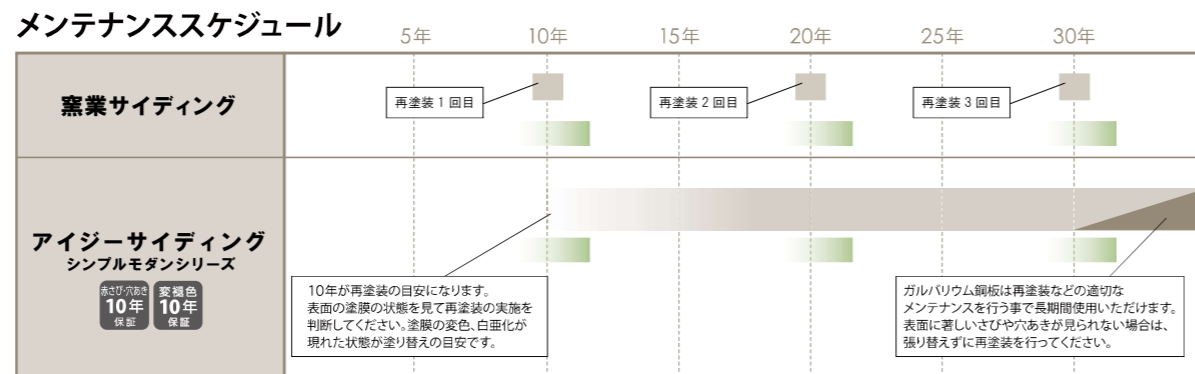 メンテナンススケジュール
5年
10年
15年
20年
25年
30年
窯業サイディング
再塗装1回目
再塗装2回目
再塗装3回目
アイジーサイディング
シンプルモダンシリーズ
赤さび・穴あき
10年
保証
変褪色
10年
保証
10年が再塗装の目安になります。
表面の塗膜の状態を見て再塗装の実施を
判断してください。塗膜の変色、白亜化が
現れた状態が塗り替えの目安です。
ガルバリウム鋼板は再塗装などの適切な
メンテナンスを行う事で長期間使用いただけます。
表面に著しいさびや穴あきが見られない場合は、
張り替えずに再塗装を行ってください。